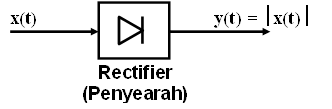 x(t)
y(t) = |x(t)|
Rectifier
(Penyearah)